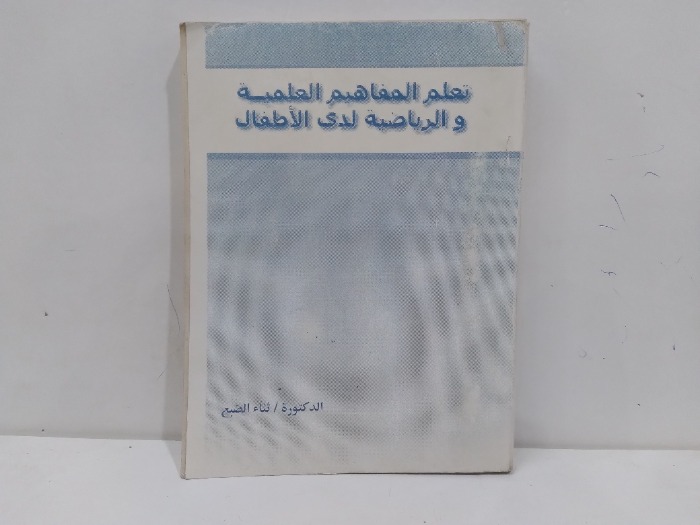 تعلم المفاهيم العلمية
و الرياضية لدى الأطفال
الدكتورة / ثناء الضبع